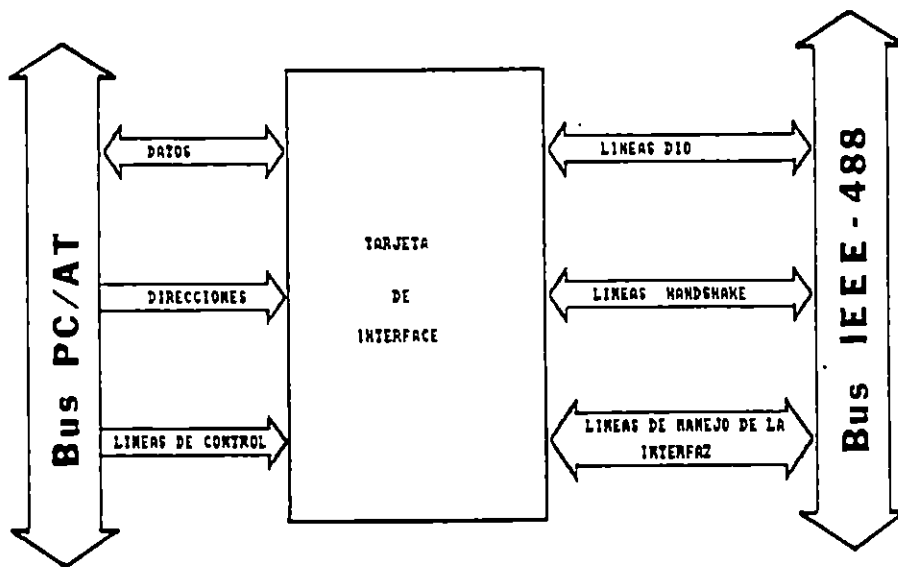 Bus PC/AT
DATOS
DIRECCIONES
LINEAS DE CONTROL
TARJETA
DE
INTERFACE
LINEAS DIO
LINEAS HANDSHAKE
LINEAS DE MANEJO DE LA
INTERFAZ
Bus IEEE-488